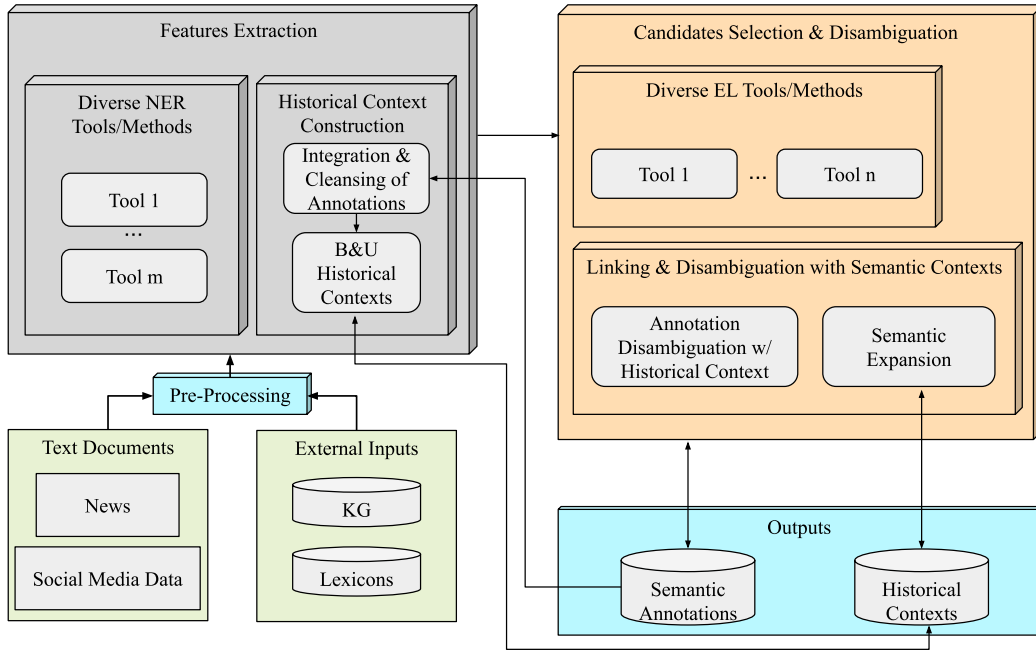 Features Extraction
Diverse NER
Tools/Methods
Tool 1
...
Tool m
Historical Context
Construction
Integration &
Cleansing of
Annotations
B&U
Historical
Contexts
Candidates Selection & Disambiguation
Diverse EL Tools/Methods
Tool 1
...
Tool n
Linking & Disambiguation with Semantic Contexts
Annotation
Disambiguation w/
Historical Context
Semantic
Expansion
Pre-Processing
Text Documents
News
Social Media Data
External Inputs
KG
Lexicons
Outputs
Semantic
Annotations
Historical
Contexts